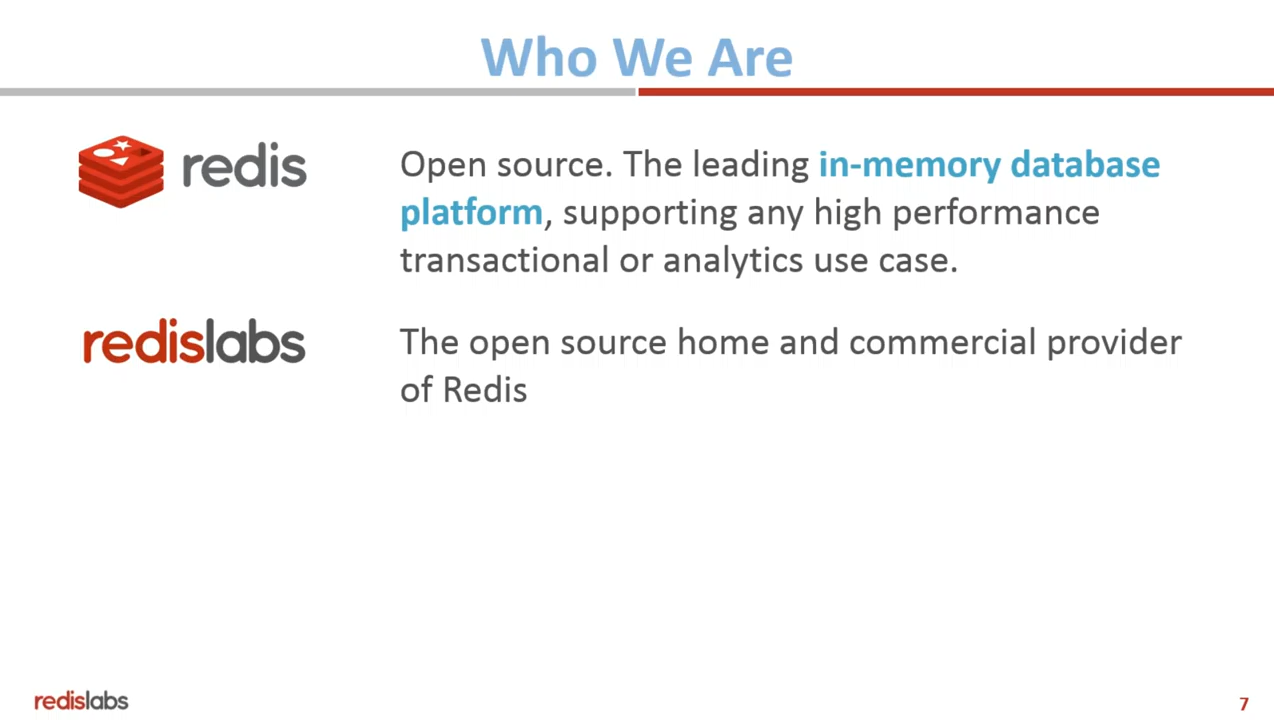 Who We Are
redis
Open source. The leading in-memory database
platform, supporting any high performance
transactional or analytics use case.
redislabs
The open source home and commercial provider
of Redis
redislabs
7